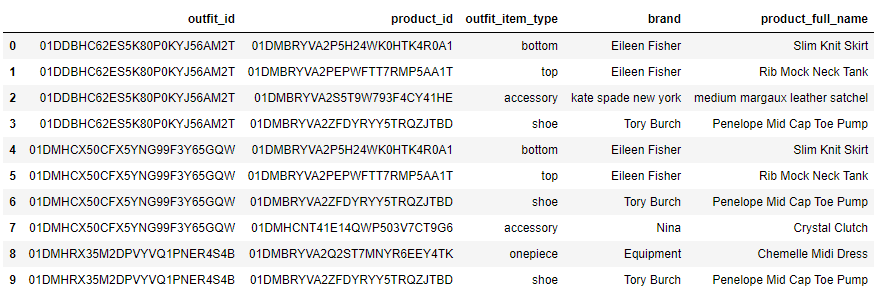 outfit_id product_id outfit_item_type brand product_full_name
0 01DDBHC62ES5K80P0KYJ56AM2T 01DMBRYVA2P5H24WK0HTK4R0A1 bottom Eileen Fisher Slim Knit Skirt
1 01DDBHC62ES5K80P0KYJ56AM2T 01DMBRYVA2PEPWFTT7RMP5AA1T top Eileen Fisher Rib Mock Neck Tank
2 01DDBHC62ES5K80P0KYJ56AM2T 01DMBRYVA2S5T9W793F4CY41HE accessory kate spade new york medium margaux leather satchel
3 01DDBHC62ES5K80P0KYJ56AM2T 01DMBRYVA2ZFDYRYY5TRQZJTBD shoe Tory Burch Penelope Mid Cap Toe Pump
4 01DMHCX50CFX5YNG99F3Y65GQW 01DMBRYVA2P5H24WK0HTK4R0A1 bottom Eileen Fisher Slim Knit Skirt
5 01DMHCX50CFX5YNG99F3Y65GQW 01DMBRYVA2PEPWFTT7RMP5AA1T top Eileen Fisher Rib Mock Neck Tank
6 01DMHCX50CFX5YNG99F3Y65GQW 01DMBRYVA2ZFDYRYY5TRQZJTBD shoe Tory Burch Penelope Mid Cap Toe Pump
7 01DMHCX50CFX5YNG99F3Y65GQW 01DMHCNT41E14QWP503V7CT9G6 accessory Nina Crystal Clutch
8 01DMHRX35M2DPVYVQ1PNER4S4B 01DMBRYVA2Q2ST7MNYR6EEY4TK onepiece Equipment Chemelle Midi Dress
9 01DMHRX35M2DPVYVQ1PNER4S4B 01DMBRYVA2ZFDYRYY5TRQZJTBD shoe Tory Burch Penelope Mid Cap Toe Pump